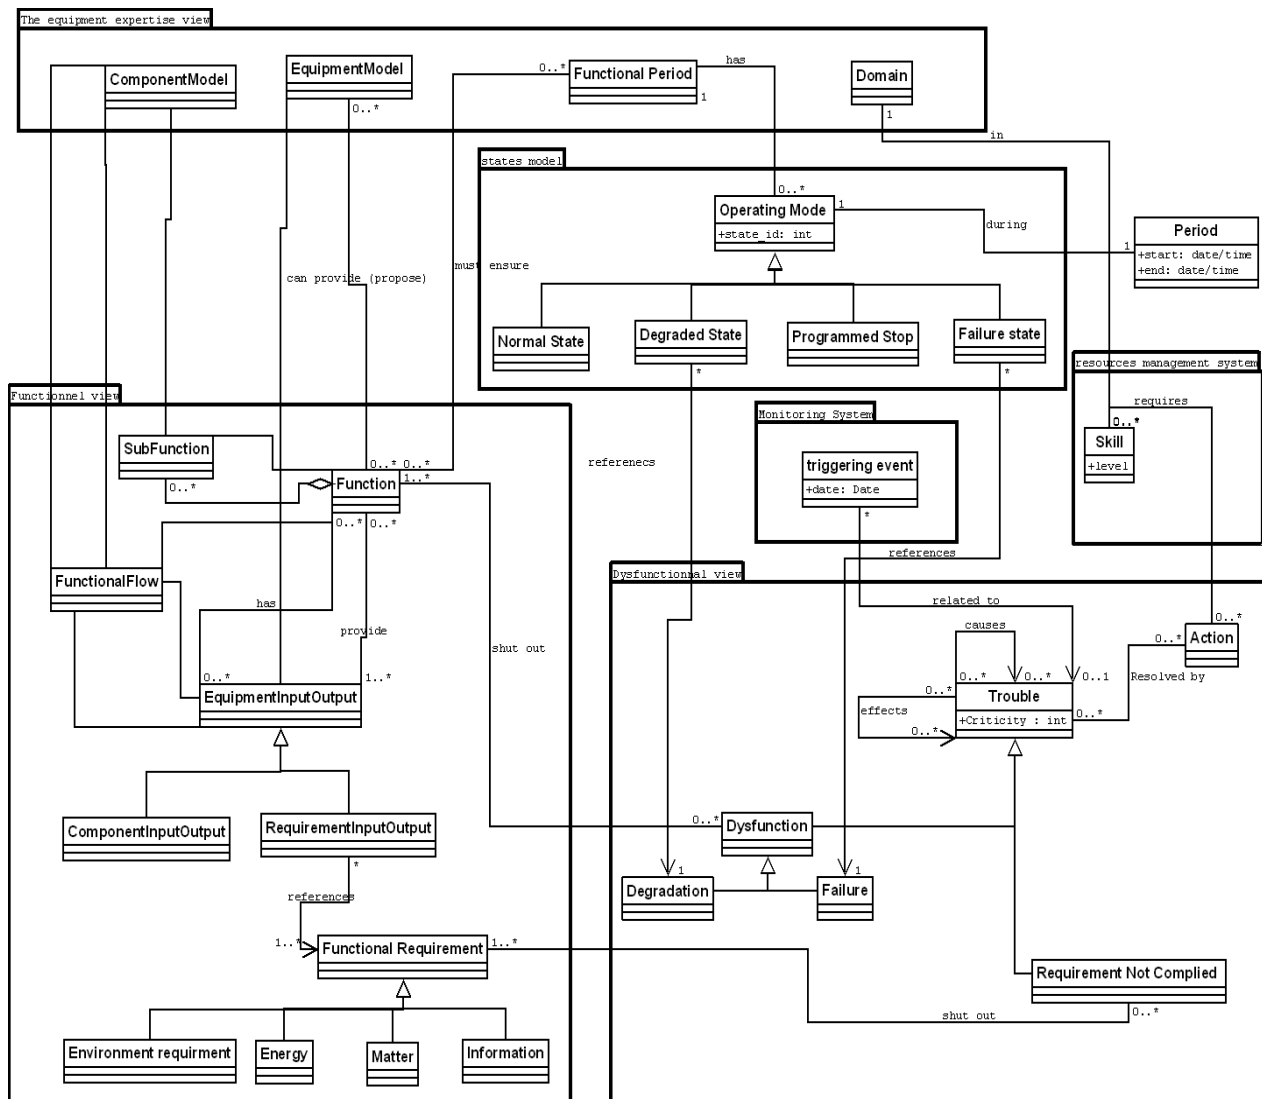 The equipment expertise view
ComponentModel
EquipmentModel
0..*
0..*
Functional Period
1
has
Domain
1
in
states model
0..*
Operating Mode
+state_id: int
1
during
1
Period
+start: date/time
+end: date/time
must ensure
can provide (propose)
Normal State
Degraded State
*
Programmed Stop
Failure state
*
resources management system
requires
0..*
Skill
+level
Functionnel view
SubFunction
0..*
0..*
0..*
1..*
Function
0..*
0..*
referenecs
Monitoring System
triggering event
+date: Date
*
references
FunctionalFlow
has
provide
0..*
1..*
EquipmentInputOutput
shut out
Dysfunctionnal view
related to
causes
0..*
0..*
0..1
0..*
Trouble
+Criticity : int
effects
0..*
0..*
Resolved by
0..*
0..*
Action
ComponentInputOutput
RequirementInputOutput
*
references
1..*
Functional Requirement
1..*
0..*
Dysfunction
1
Degradation
1
Failure
Requirement Not Complied
0..*
shut out
Environment requirment
Energy
Matter
Information